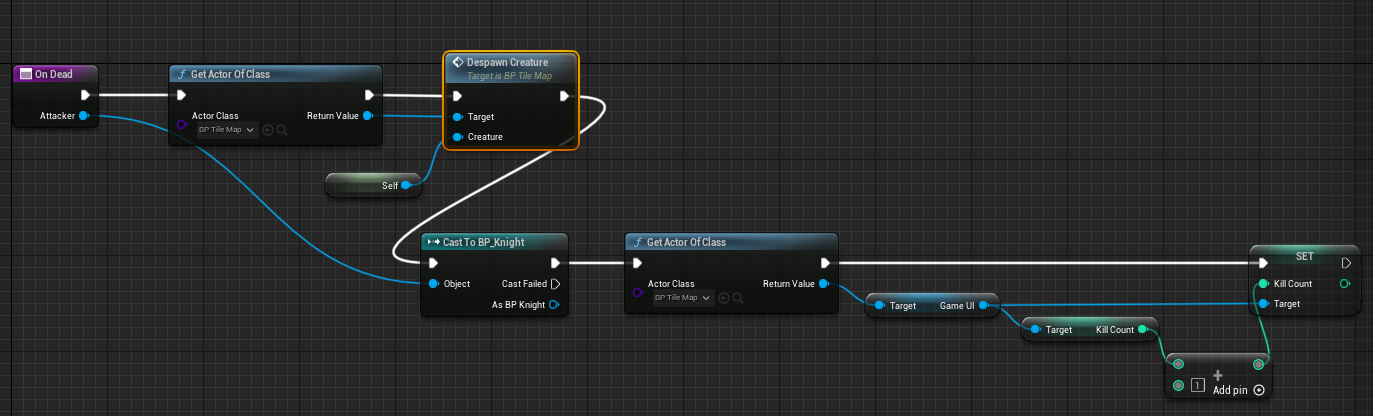 On Dead
Attacker
f Get Actor Of Class
Actor Class
BP Tile Map
Return Value
Despawn Creature
Target is BP Tile Map
Target
Creature
Self
Cast To BP_Knight
Object
Cast Failed
As BP Knight
f Get Actor Of Class
Actor Class
BP Tile Map
Return Value
Target Game UI
Target Kill Count
1
Add pin
SET
Kill Count
Target